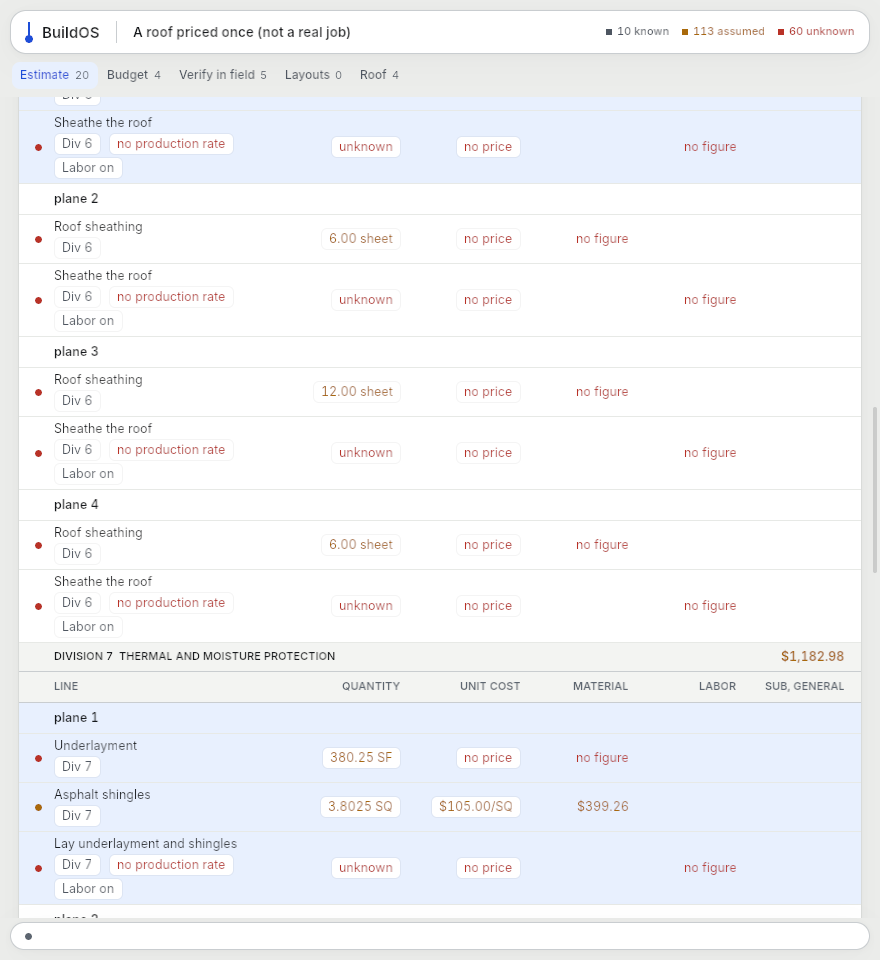 BuildOS
A roof priced once (not a real job)
10 known
113 assumed
60 unknown
Estimate 20
Budget 4
Verify in field 5
Layouts 0
Roof 4
Sheathe the roof
Div 6 no production rate
Labor on
unknown
no price
no figure
plane 2
Roof sheathing
Div 6
6.00 sheet
no price
no figure
Sheathe the roof
Div 6 no production rate
Labor on
unknown
no price
no figure
plane 3
Roof sheathing
Div 6
12.00 sheet
no price
no figure
Sheathe the roof
Div 6 no production rate
Labor on
unknown
no price
no figure
plane 4
Roof sheathing
Div 6
6.00 sheet
no price
no figure
Sheathe the roof
Div 6 no production rate
Labor on
unknown
no price
no figure
DIVISION 7 THERMAL AND MOISTURE PROTECTION $1,182.98
LINE QUANTITY UNIT COST MATERIAL LABOR SUB, GENERAL
plane 1
Underlayment
Div 7
380.25 SF
no price
no figure
Asphalt shingles
Div 7
3.8025 SQ
$105.00/SQ
$399.26
Lay underlayment and shingles
Div 7 no production rate
Labor on
unknown
no price
no figure